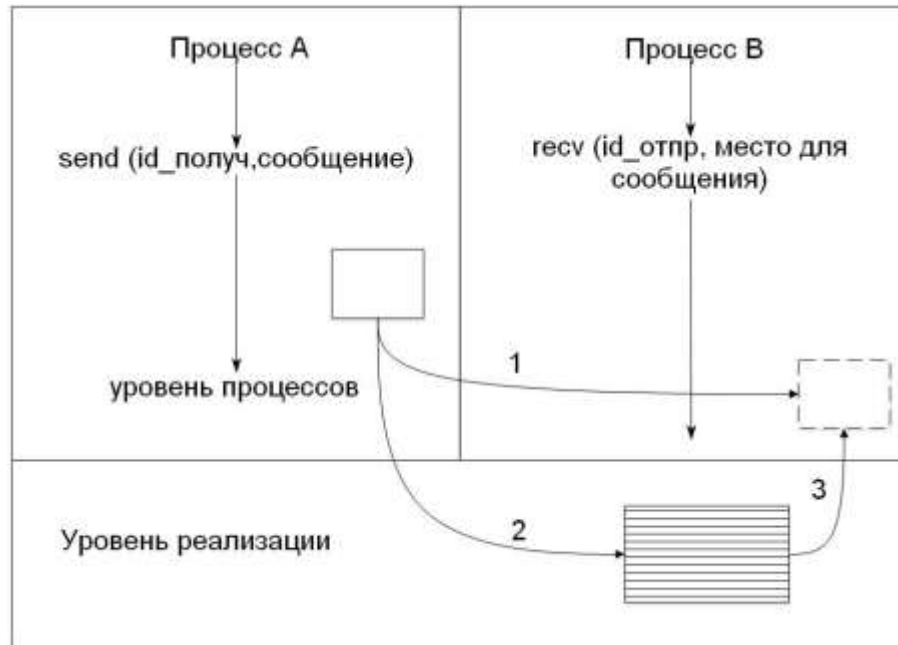 Процесс A
Процесс B
send (id_получ,сообщение)
recv (id_отпр, место для
сообщения)
1
уровень процессов
3
2
Уровень реализации